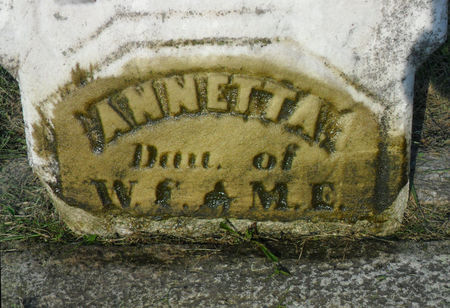 ANNETTA
Dau. of
W. C. & M. E.